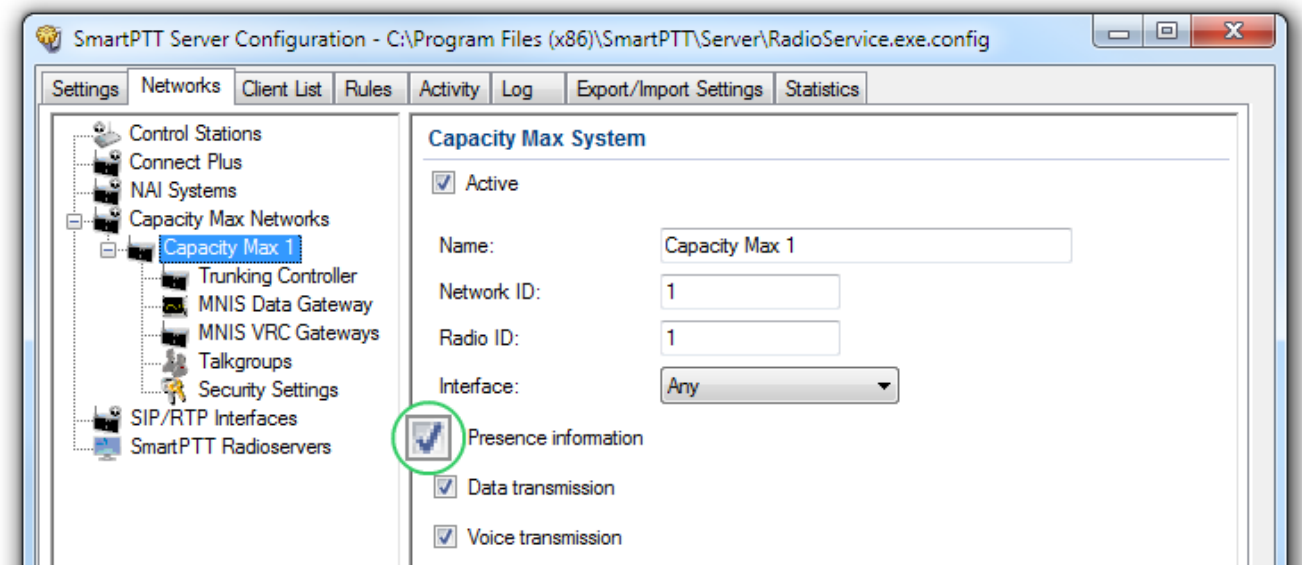 SmartPTT Server Configuration - C:\Program Files (x86)\SmartPTT\Server\RadioService.exe.config
Settings Networks Client List Rules Activity Log Export/Import Settings Statistics
Control Stations
Connect Plus
NAI Systems
Capacity Max Networks
Capacity Max 1
Trunking Controller
MNIS Data Gateway
MNIS VRC Gateways
Talkgroups
Security Settings
SIP/RTP Interfaces
SmartPTT Radioservers
Capacity Max System
Active
Name: Capacity Max 1
Network ID: 1
Radio ID: 1
Interface: Any
Presence information
Data transmission
Voice transmission